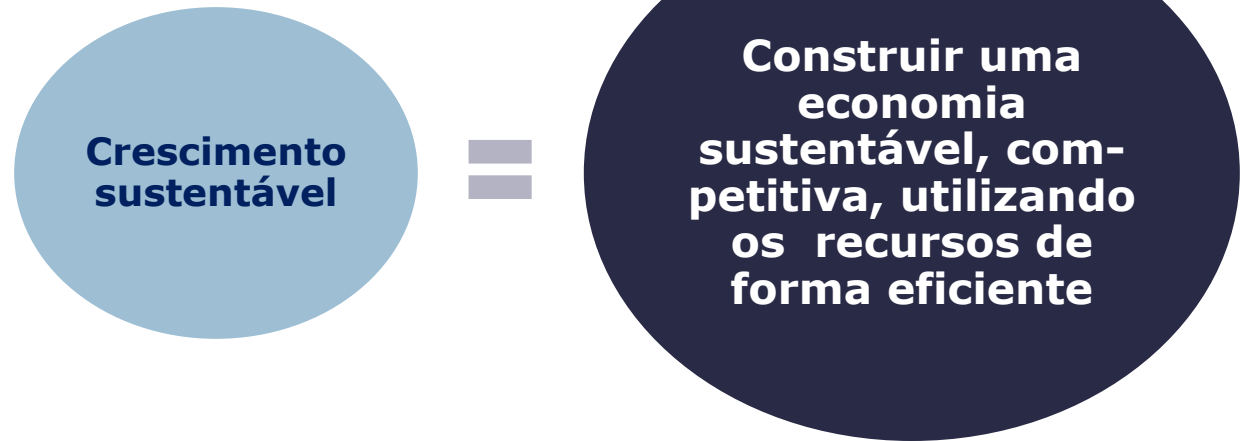 Crescimento
sustentável
Construir uma
economia
sustentável, com-
petitiva, utilizando
os  recursos de
forma eficiente